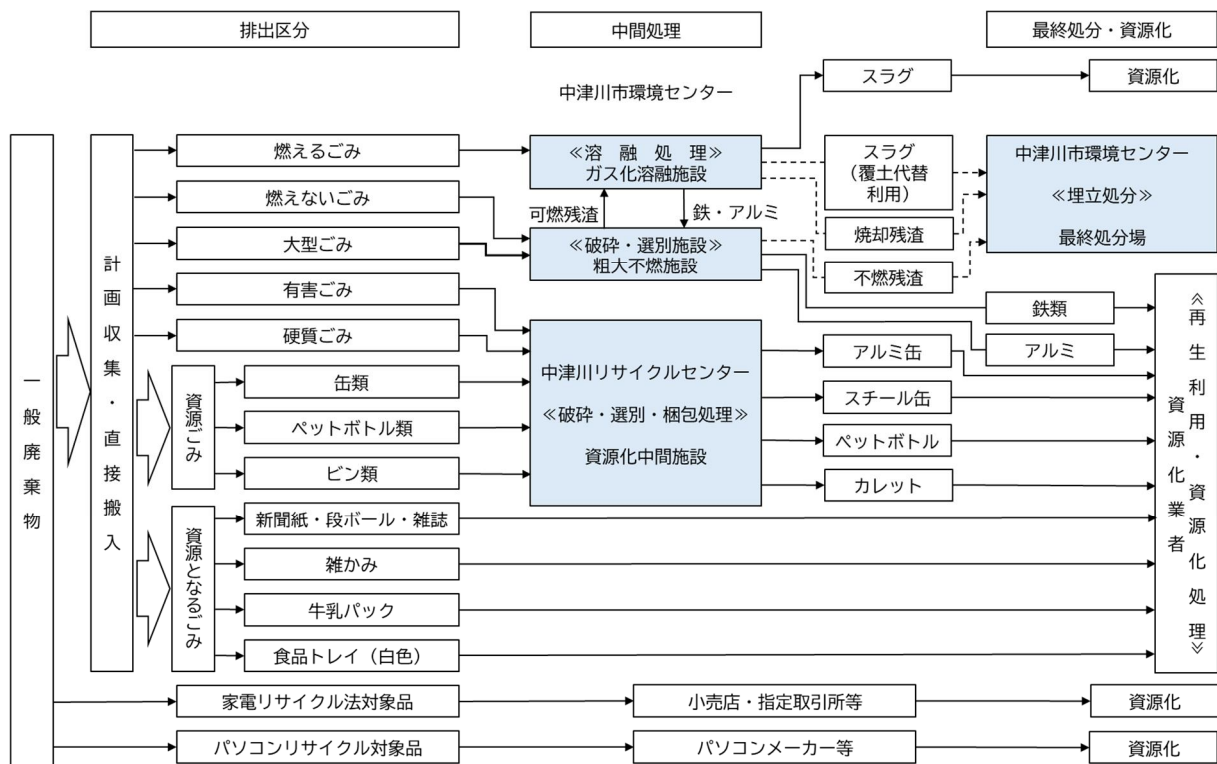 排出区分
中間処理
最終処分・資源化
中津川市環境センター
スラグ
資源化
一般廃棄物
計画収集・直接搬入
燃えるごみ
≪溶　融　処　理≫
ガス化溶融施設
スラグ
（覆土代替
利用）
中津川市環境センター
≪埋立処分≫
最終処分場
燃えないごみ
可燃残渣
鉄・アルミ
焼却残渣
大型ごみ
≪破砕・選別施設≫
粗大不燃施設
不燃残渣
有害ごみ
鉄類
硬質ごみ
アルミ
中津川リサイクルセンター
≪破砕・選別・梱包処理≫
資源化中間施設
アルミ缶
資源ごみ
缶類
スチール缶
ペットボトル類
ペットボトル
ビン類
カレット
≪再生利用・資源化処理≫
資源化業者
資源となるごみ
新聞紙・段ボール・雑誌
雑かみ
牛乳パック
食品トレイ（白色）
家電リサイクル法対象品
小売店・指定取引所等
資源化
パソコンリサイクル対象品
パソコンメーカー等
資源化